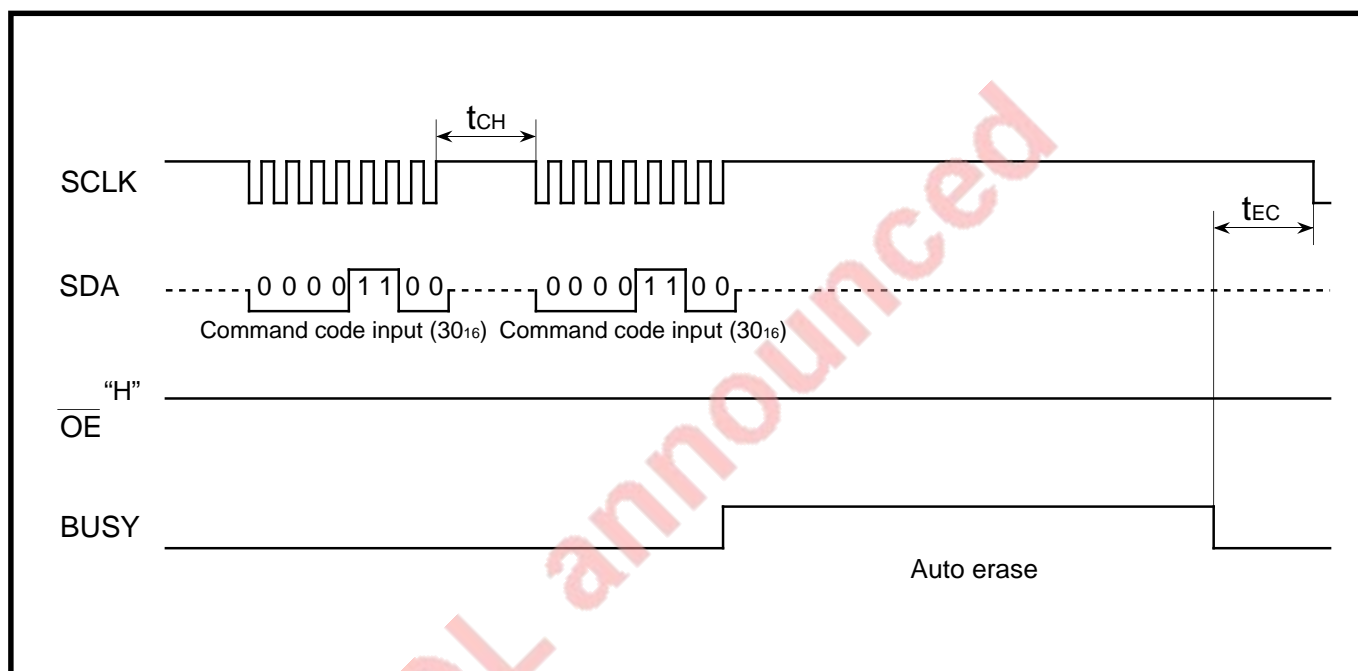 tCH
SCLK
tEC
SDA
0 0 0 0 1 1 0 0
0 0 0 0 1 1 0 0
Command code input (3016)
Command code input (3016)
“H”
OE
BUSY
Auto erase
announced